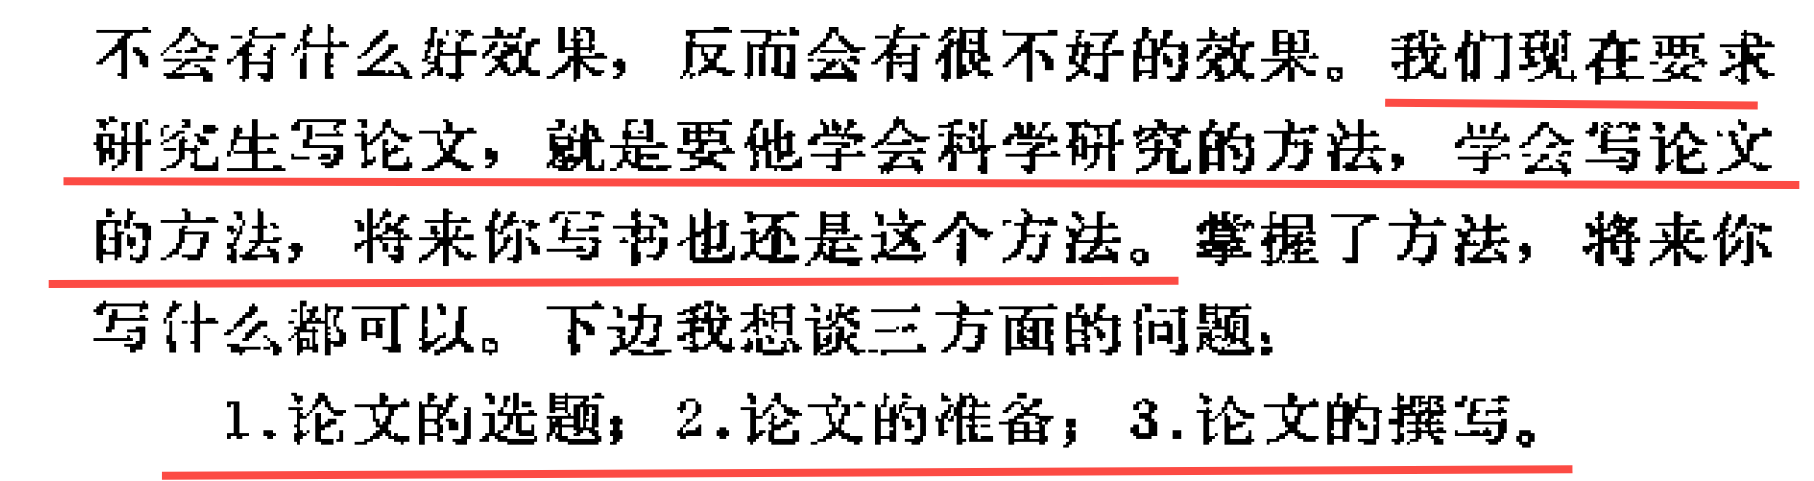 不会有什么好效果，反而会有很不好的效果。我们现在要求
研究生写论文，就是要他学会科学研究的方法，学会写论文
的方法，将来你写书也还是这个方法。掌握了方法，将来你
写什么都可以。下边我想谈三方面的问题：
1.论文的选题；2.论文的准备；3.论文的撰写。